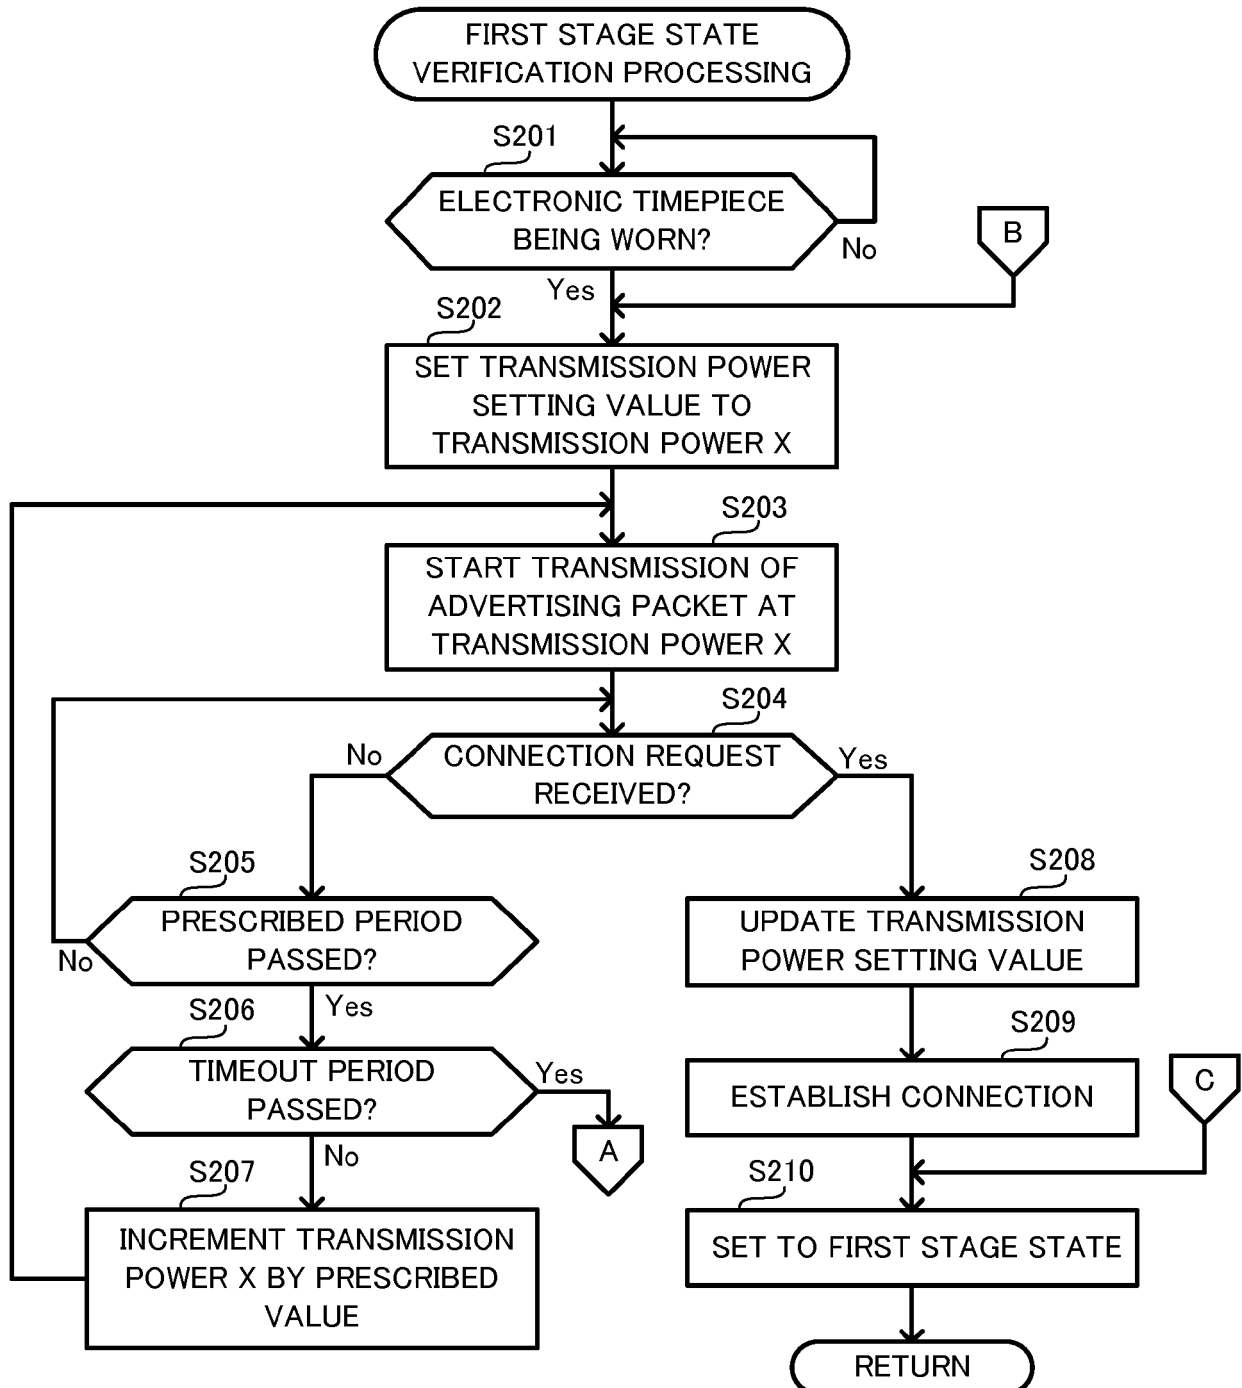 FIRST STAGE STATE
VERIFICATION PROCESSING
S201
ELECTRONIC TIMEPIECE
BEING WORN?
No
B
Yes
S202
SET TRANSMISSION POWER
SETTING VALUE TO
TRANSMISSION POWER X
S203
START TRANSMISSION OF
ADVERTISING PACKET AT
TRANSMISSION POWER X
S204
No
CONNECTION REQUEST
RECEIVED?
Yes
S205
PRESCRIBED PERIOD
PASSED?
No
Yes
S206
TIMEOUT PERIOD
PASSED?
Yes
A
No
S207
INCREMENT TRANSMISSION
POWER X BY PRESCRIBED
VALUE
S208
UPDATE TRANSMISSION
POWER SETTING VALUE
S209
ESTABLISH CONNECTION
C
S210
SET TO FIRST STAGE STATE
RETURN